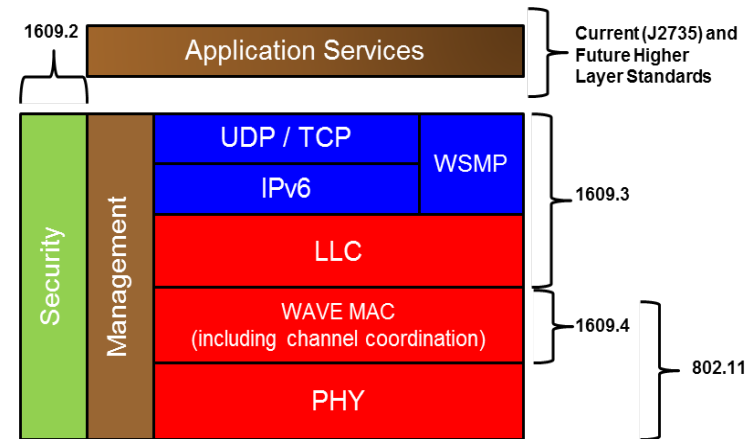 1609.2
Application Services
Current (J2735) and
Future Higher
Layer Standards
Security
Management
UDP / TCP
WSMP
IPv6
1609.3
LLC
WAVE MAC
(including channel coordination)
1609.4
802.11
PHY